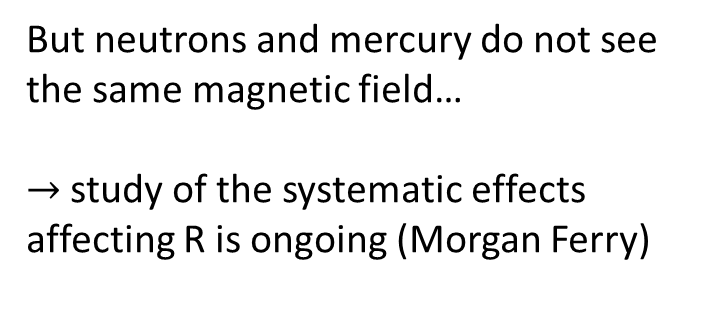 But neutrons and mercury do not see
the same magnetic field…
→ study of the systematic effects
affecting R is ongoing (Morgan Ferry)